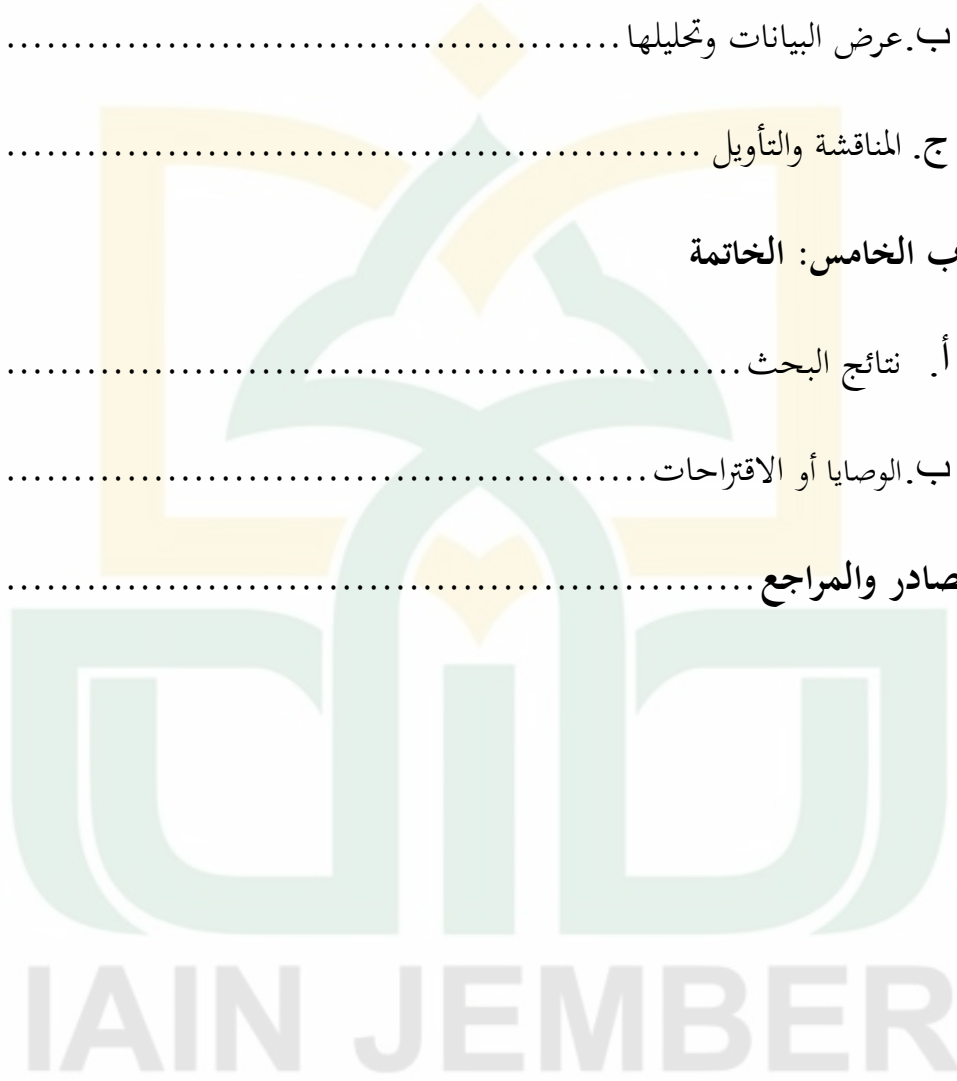 ب.عرض البيانات وتحليلها................................................
ج. المناقشة والتأويل ......................................................
ب الخامس: الخاتمة
أ. نتائج البحث..........................................................
ب.الوصايا أو الاقتراحات..................................................
صادر والمراجع..........................................................
IAIN JEMBER